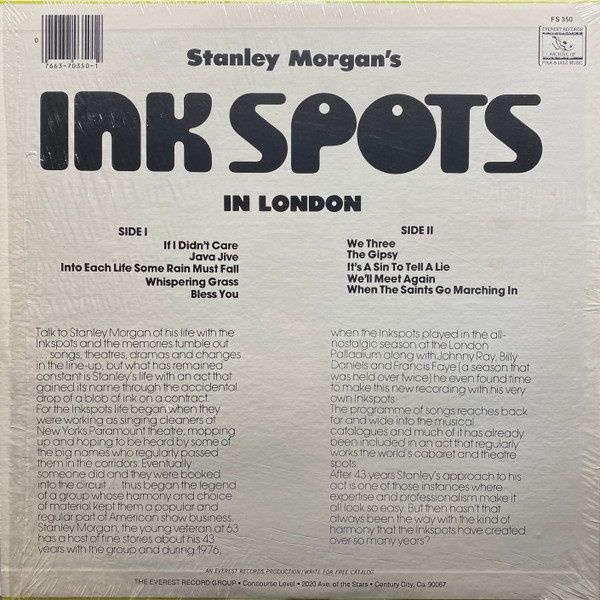 FS 350
D
7663-70350-1
EVEREST RECORDS
ARCHIVE OF
FOLK & JAZZ MUSIC
Stanley Morgan's
INK SPOTS
IN LONDON
SIDE I
If I Didn't Care
Java Jive
Into Each Life Some Rain Must Fall
Whispering Grass
Bless You
SIDE II
We Three
The Gipsy
It's A Sin To Tell A Lie
We'll Meet Again
When The Saints Go Marching In
Talk to Stanley Morgan of his life with the
Inkspots and the memories tumble out
... songs, theatres, dramas and changes
in the line-up, but what has remained
constant is Stanley's life with an act that
gained its name through the accidental
drop of a blob of ink on a contract.
For the Inkspots life began when they
were working as singing cleaners at
New Yorks Paramount theatre, mopping
up and hoping to be heard by some of
the big names who regularly passed
them in the corridors. Eventually
someone did and they were booked
into the circuit ... thus began the legend
of a group whose harmony and choice
of material kept them a popular and
regular part of American show business.
Stanley Morgan, the young veteran at 63
has a host of fine stories about his 43
years with the group and during 1976,
when the Inkspots played in the all-
nostalgic season at the London
Palladium along with Johnny Ray, Billy
Daniels and Francis Faye (a season that
was held over twice) he even found time
to make this new recording with his very
own Inkspots.
The programme of songs reaches back
far and wide into the musical
catalogues and much of it has already
been included in an act that regularly
works the world's cabaret and theatre
spots.
After 43 years Stanley's approach to his
act is one of those instances where
expertise and professionalism make it
all look so easy. But then hasn't that
always been the way with the kind of
harmony that the Inkspots have created
over so many years?
AN EVEREST RECORDS PRODUCTION / WRITE FOR FREE CATALOG
THE EVEREST RECORD GROUP • Concourse Level • 2020 Ave. of the Stars • Century City, Ca. 90067